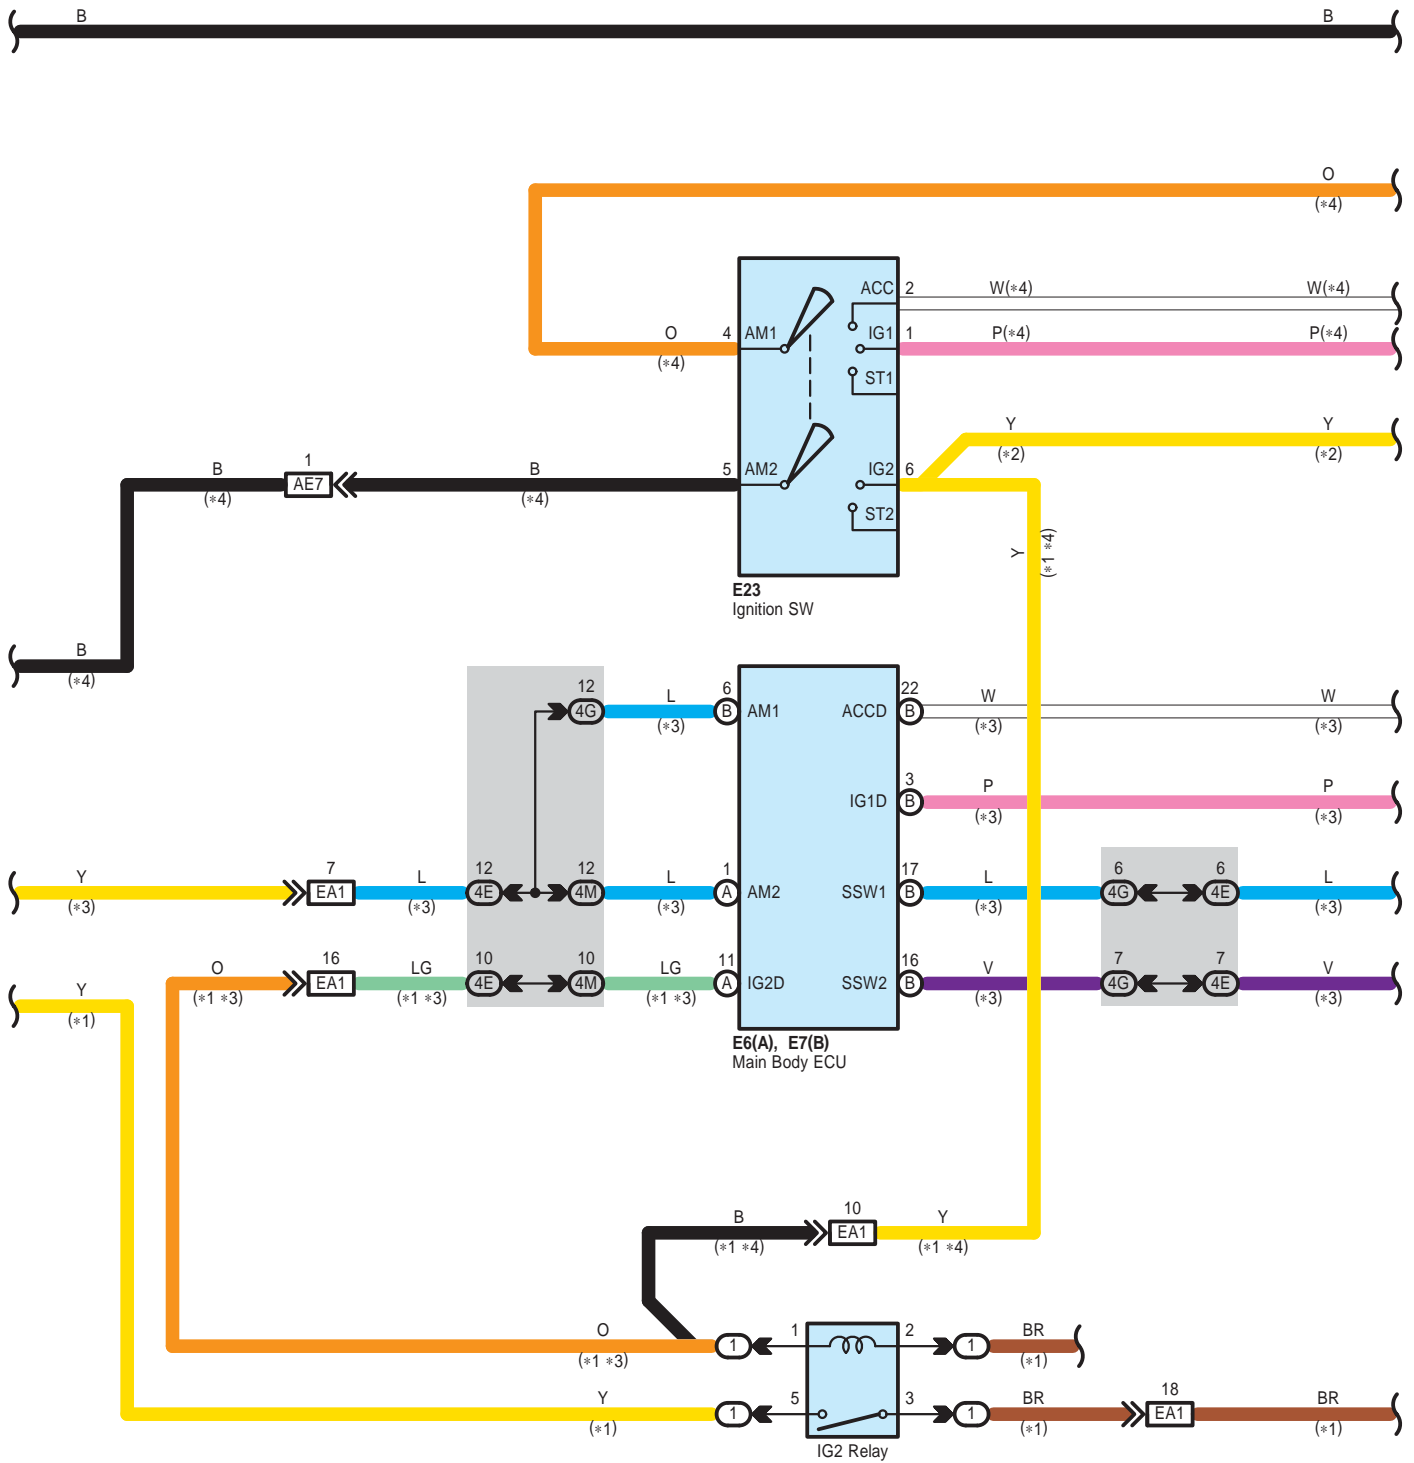 B B
O
(*4)
ACC 2 W(*4) W(*4)
O 4 AM1 IG1 1 P(*4) P(*4)
(*4)
ST1
Y Y
(*2) (*2)
1
B AE7 B 5 AM2 IG2 6
(*4) (*4)
ST2
Y (*1 *4)
E23
Ignition SW
B
(*4)
12 6 22
4G L B AM1 ACCD B W W
(*3) (*3) (*3)
3
IG1D B P P
(*3) (*3)
7 12 12 1 17 6 6
Y EA1 L 4E 4M L A AM2 SSW1 B L 4G 4E L
(*3) (*3) (*3) (*3) (*3)
16 10 10 11 16 7 7
O EA1 LG 4E 4M LG A IG2D SSW2 B V 4G 4E V
(*1 *3) (*1 *3) (*1 *3) (*3) (*3)
Y
(*1)
E6(A), E7(B)
Main Body ECU
10
B EA1 Y
(*1 *4) (*1 *4)
O 1 1 2 1 BR
(*1 *3) (*1)
18
Y 1 5 3 1 BR EA1 BR
(*1) (*1) (*1)
IG2 Relay